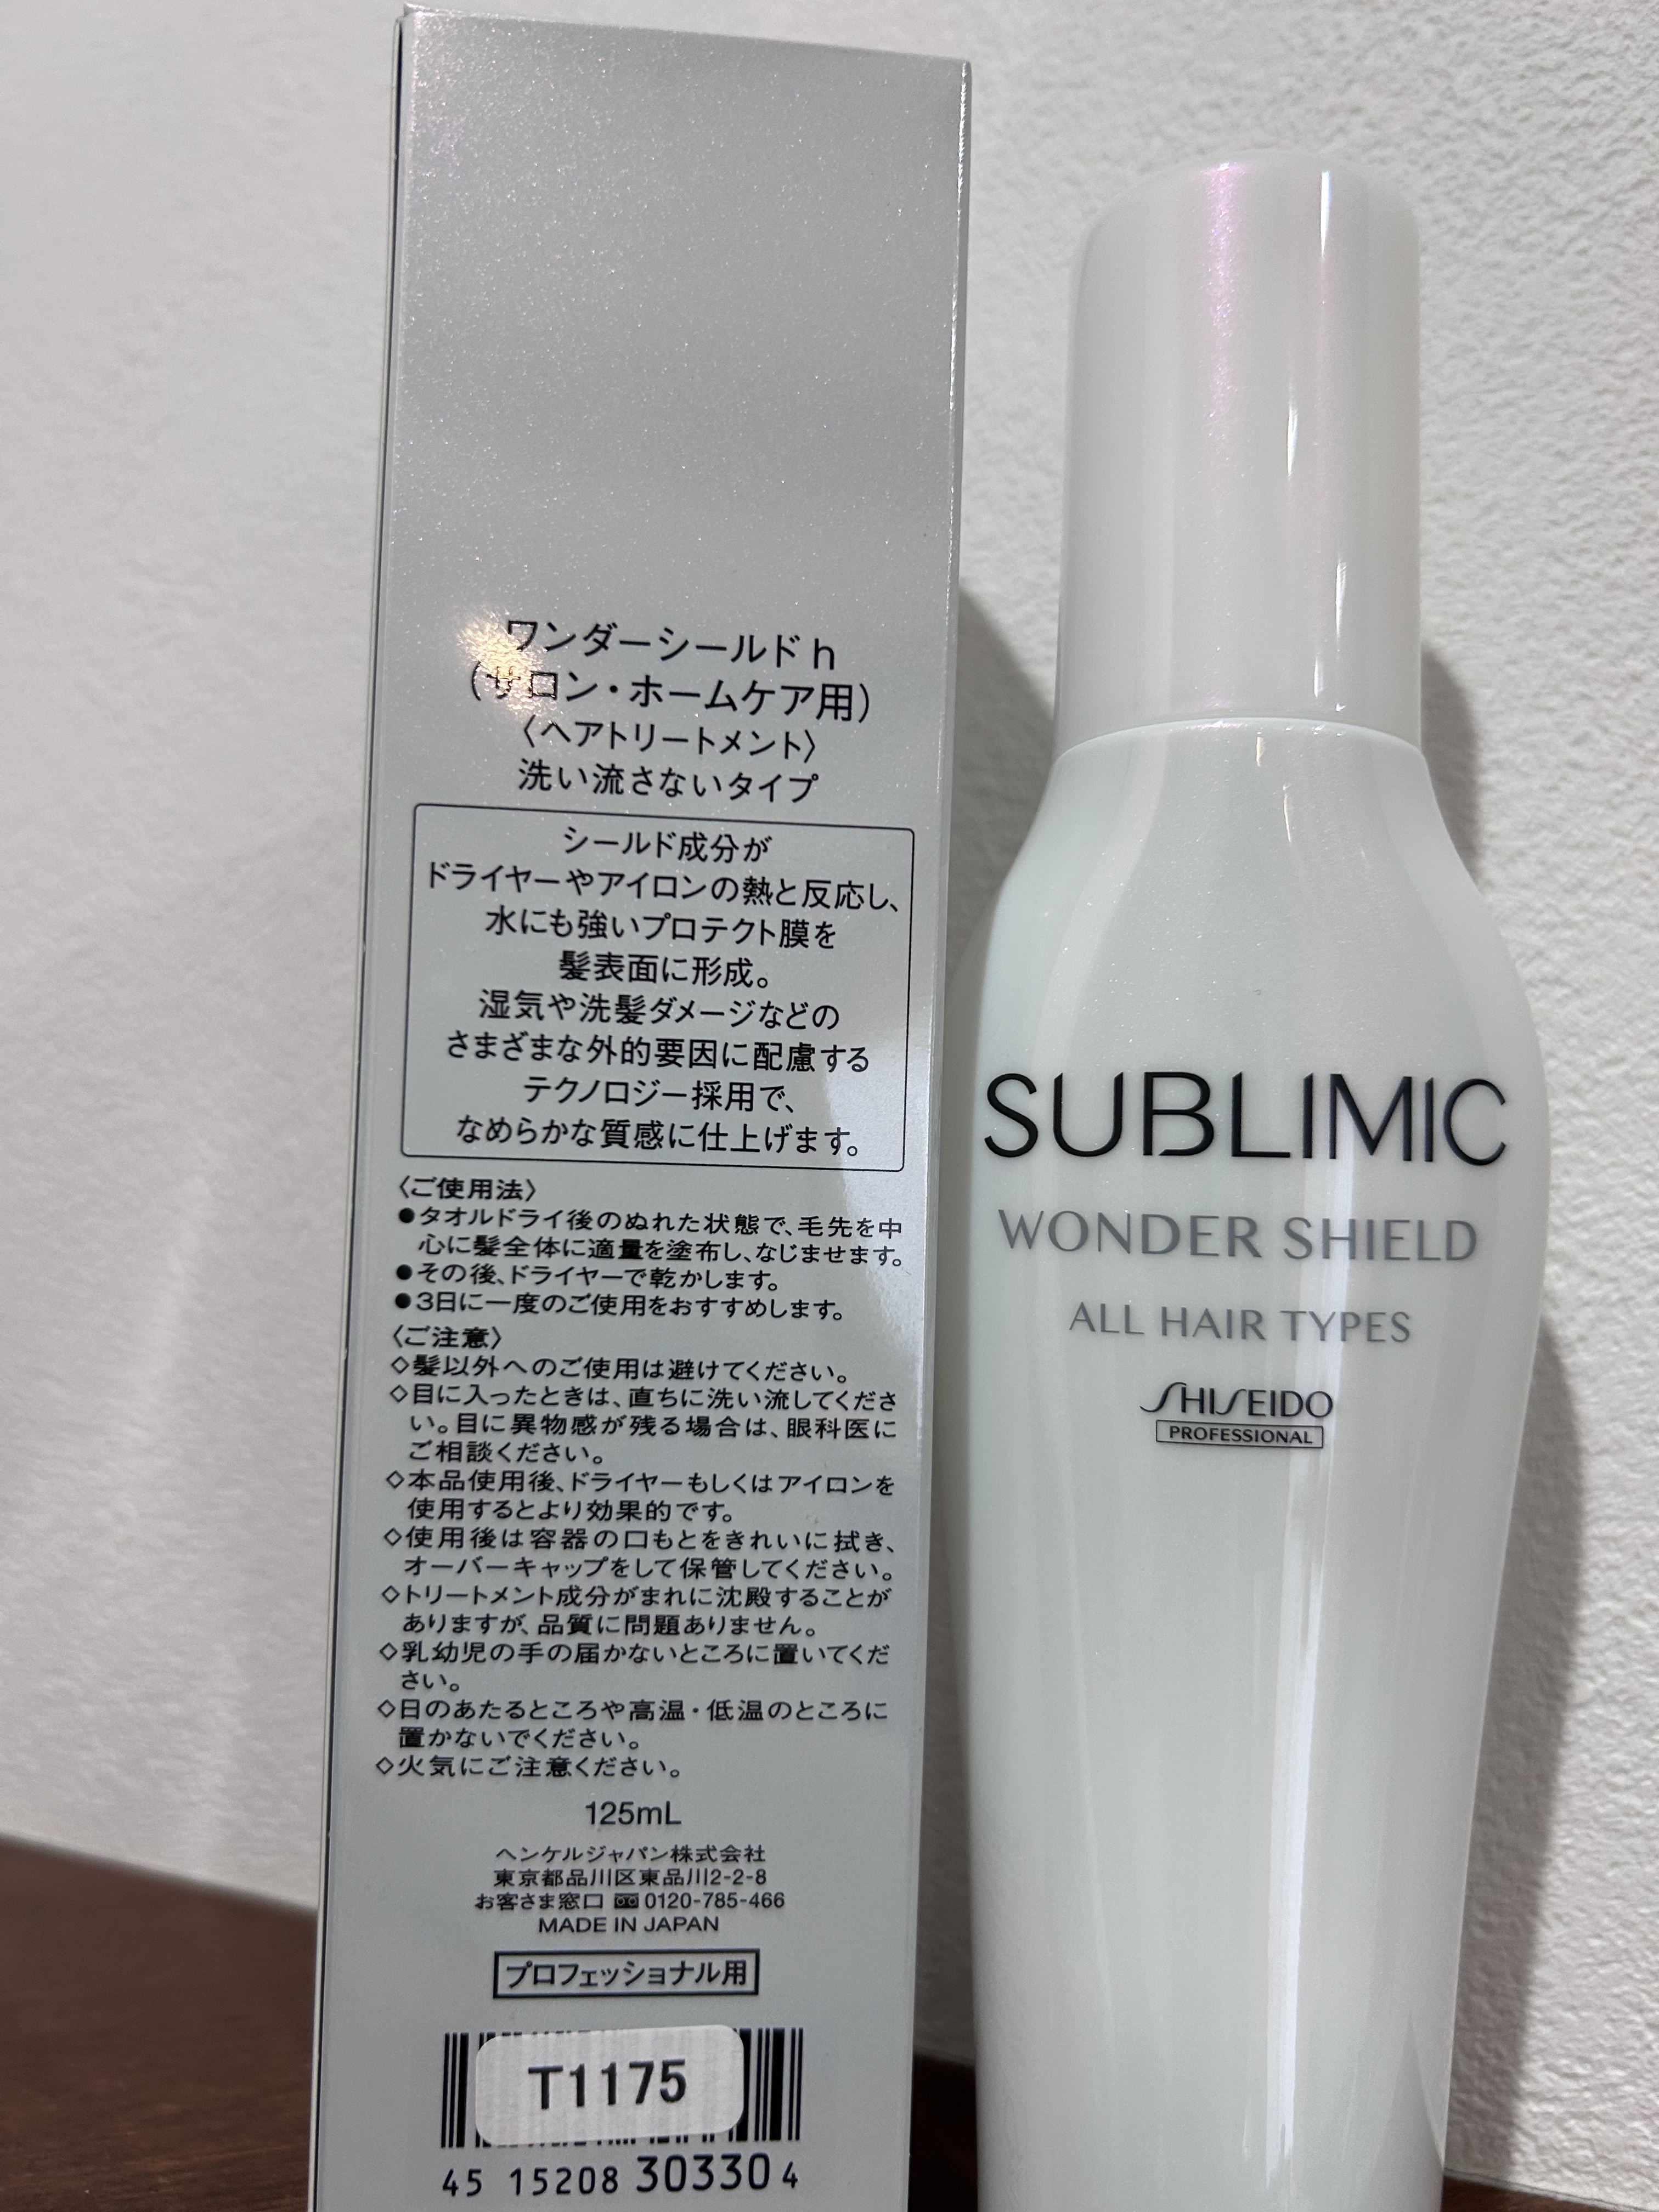 ワンダーシールド h
(サロン・ホームケア用)
〈ヘアトリートメント〉
洗い流さないタイプ
シールド成分が
ドライヤーやアイロンの熱と反応し、
水にも強いプロテクト膜を
髪表面に形成。
湿気や洗髪ダメージなどの
さまざまな外的要因に配慮する
テクノロジー採用で、
なめらかな質感に仕上げます。
〈ご使用法〉
●タオルドライ後のぬれた状態で、毛先を中
心に髪全体に適量を塗布し、なじませます。
●その後、ドライヤーで乾かします。
●3日に一度のご使用をおすすめします。
〈ご注意〉
◇髪以外へのご使用は避けてください。
◇目に入ったときは、直ちに洗い流してくださ
い。目に異物感が残る場合は、眼科医に
ご相談ください。
◇本品使用後、ドライヤーもしくはアイロンを
使用するとより効果的です。
◇使用後は容器の口もとをきれいに拭き、
オーバーキャップをして保管してください。
◇トリートメント成分がまれに沈殿することが
ありますが、品質に問題ありません。
◇乳幼児の手の届かないところに置いてくだ
さい。
◇日のあたるところや高温・低温のところに
置かないでください。
◇火気にご注意ください。
125mL
ヘンケルジャパン株式会社
東京都品川区東品川2-2-8
お客さま窓口 0120-785-466
MADE IN JAPAN
プロフェッショナル用
T1175
45 15208 30330 4
SUBLIMIC
WONDER SHIELD
ALL HAIR TYPES
SHISEIDO
PROFESSIONAL